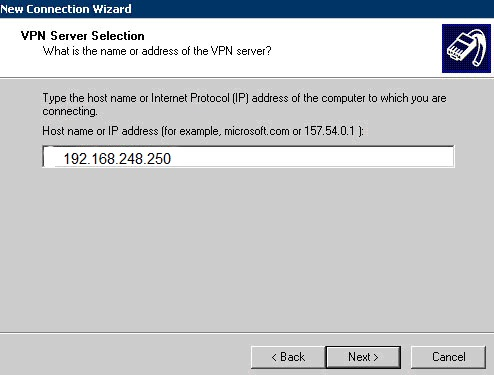 New Connection Wizard
VPN Server Selection
What is the name or address of the VPN server?
Type the host name or Internet Protocol (IP) address of the computer to which you are
connecting.
Host name or IP address (for example, microsoft.com or 157.54.0.1 ):
192.168.248.250
< Back Next > Cancel